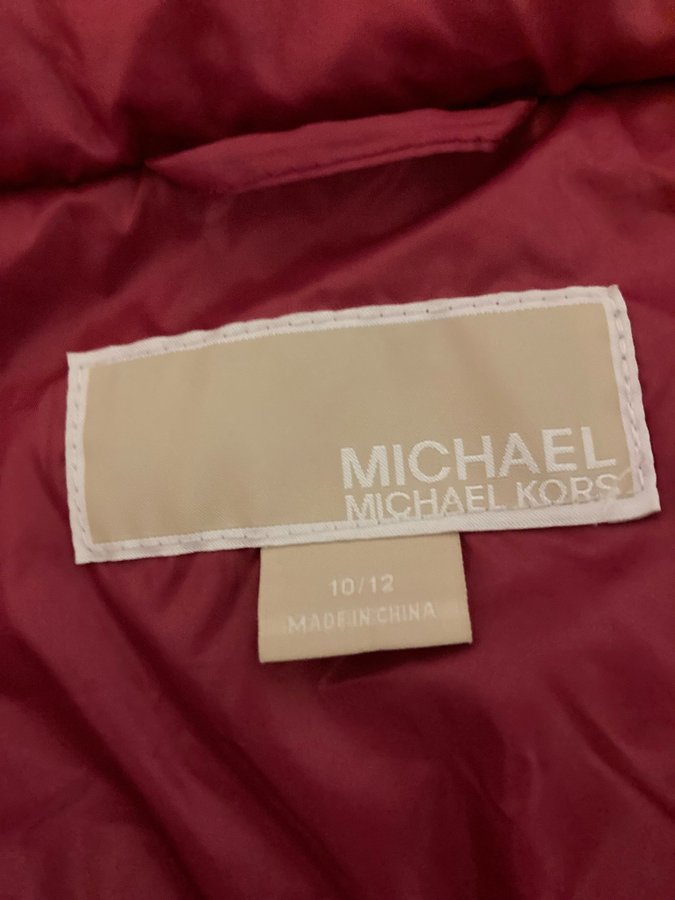 MICHAEL
MICHAEL KORS
10/12
MADE IN CHINA